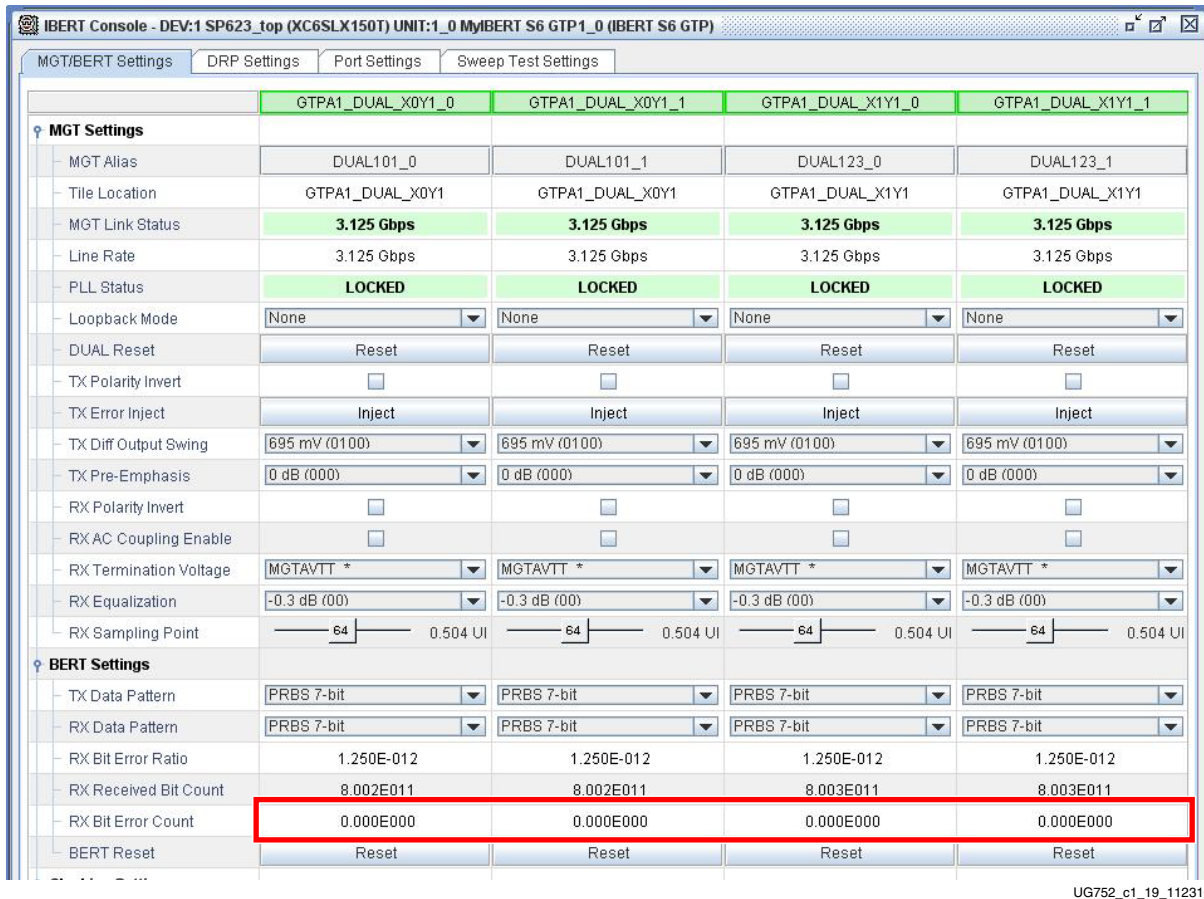 IBERT Console - DEV:1 SP623_top (XC6SLX150T) UNIT:1_0 MyIBERT S6 GTP1_0 (IBERT S6 GTP)
MGT/BERT Settings DRP Settings Port Settings Sweep Test Settings
GTPA1_DUAL_X0Y1_0 GTPA1_DUAL_X0Y1_1 GTPA1_DUAL_X1Y1_0 GTPA1_DUAL_X1Y1_1
MGT Settings
MGT Alias DUAL101_0 DUAL101_1 DUAL123_0 DUAL123_1
Tile Location GTPA1_DUAL_X0Y1 GTPA1_DUAL_X0Y1 GTPA1_DUAL_X1Y1 GTPA1_DUAL_X1Y1
MGT Link Status 3.125 Gbps 3.125 Gbps 3.125 Gbps 3.125 Gbps
Line Rate 3.125 Gbps 3.125 Gbps 3.125 Gbps 3.125 Gbps
PLL Status LOCKED LOCKED LOCKED LOCKED
Loopback Mode None None None None
DUAL Reset Reset Reset Reset Reset
TX Polarity Invert
TX Error Inject Inject Inject Inject Inject
TX Diff Output Swing 695 mV (0100) 695 mV (0100) 695 mV (0100) 695 mV (0100)
TX Pre-Emphasis 0 dB (000) 0 dB (000) 0 dB (000) 0 dB (000)
RX Polarity Invert
RX AC Coupling Enable
RX Termination Voltage MGTAVTT * MGTAVTT * MGTAVTT * MGTAVTT *
RX Equalization -0.3 dB (00) -0.3 dB (00) -0.3 dB (00) -0.3 dB (00)
RX Sampling Point 64 0.504 UI 64 0.504 UI 64 0.504 UI 64 0.504 UI
BERT Settings
TX Data Pattern PRBS 7-bit PRBS 7-bit PRBS 7-bit PRBS 7-bit
RX Data Pattern PRBS 7-bit PRBS 7-bit PRBS 7-bit PRBS 7-bit
RX Bit Error Ratio 1.250E-012 1.250E-012 1.250E-012 1.250E-012
RX Received Bit Count 8.002E011 8.002E011 8.003E011 8.003E011
RX Bit Error Count 0.000E000 0.000E000 0.000E000 0.000E000
BERT Reset Reset Reset Reset Reset
UG752_c1_19_11231